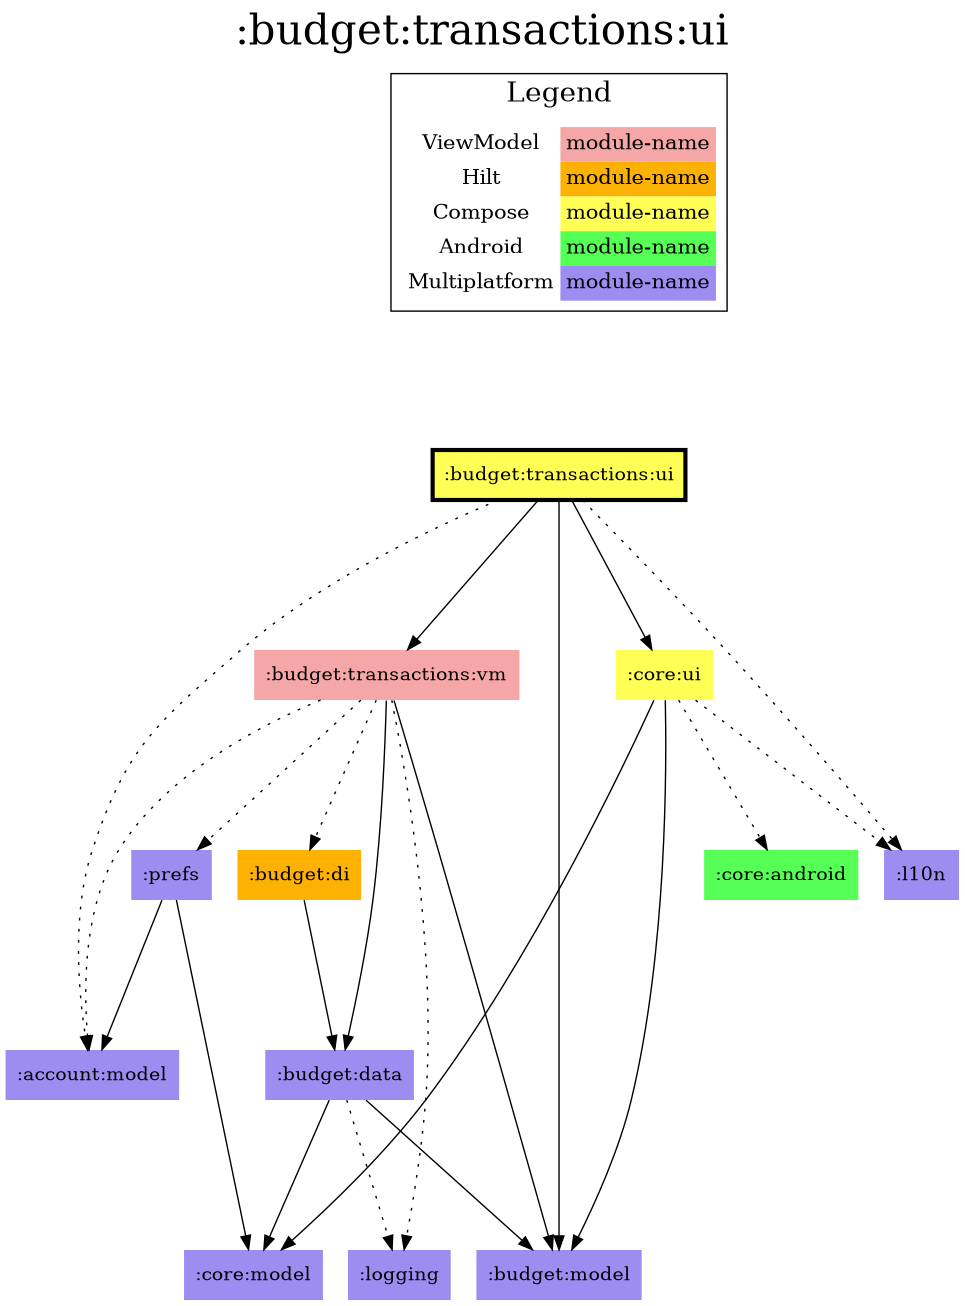 :budget:transactions:ui
Legend
ViewModel module-name
Hilt module-name
Compose module-name
Android module-name
Multiplatform module-name
:budget:transactions:ui
:budget:transactions:vm :core:ui
:prefs :budget:di :core:android :l10n
:account:model :budget:data
:core:model :logging :budget:model